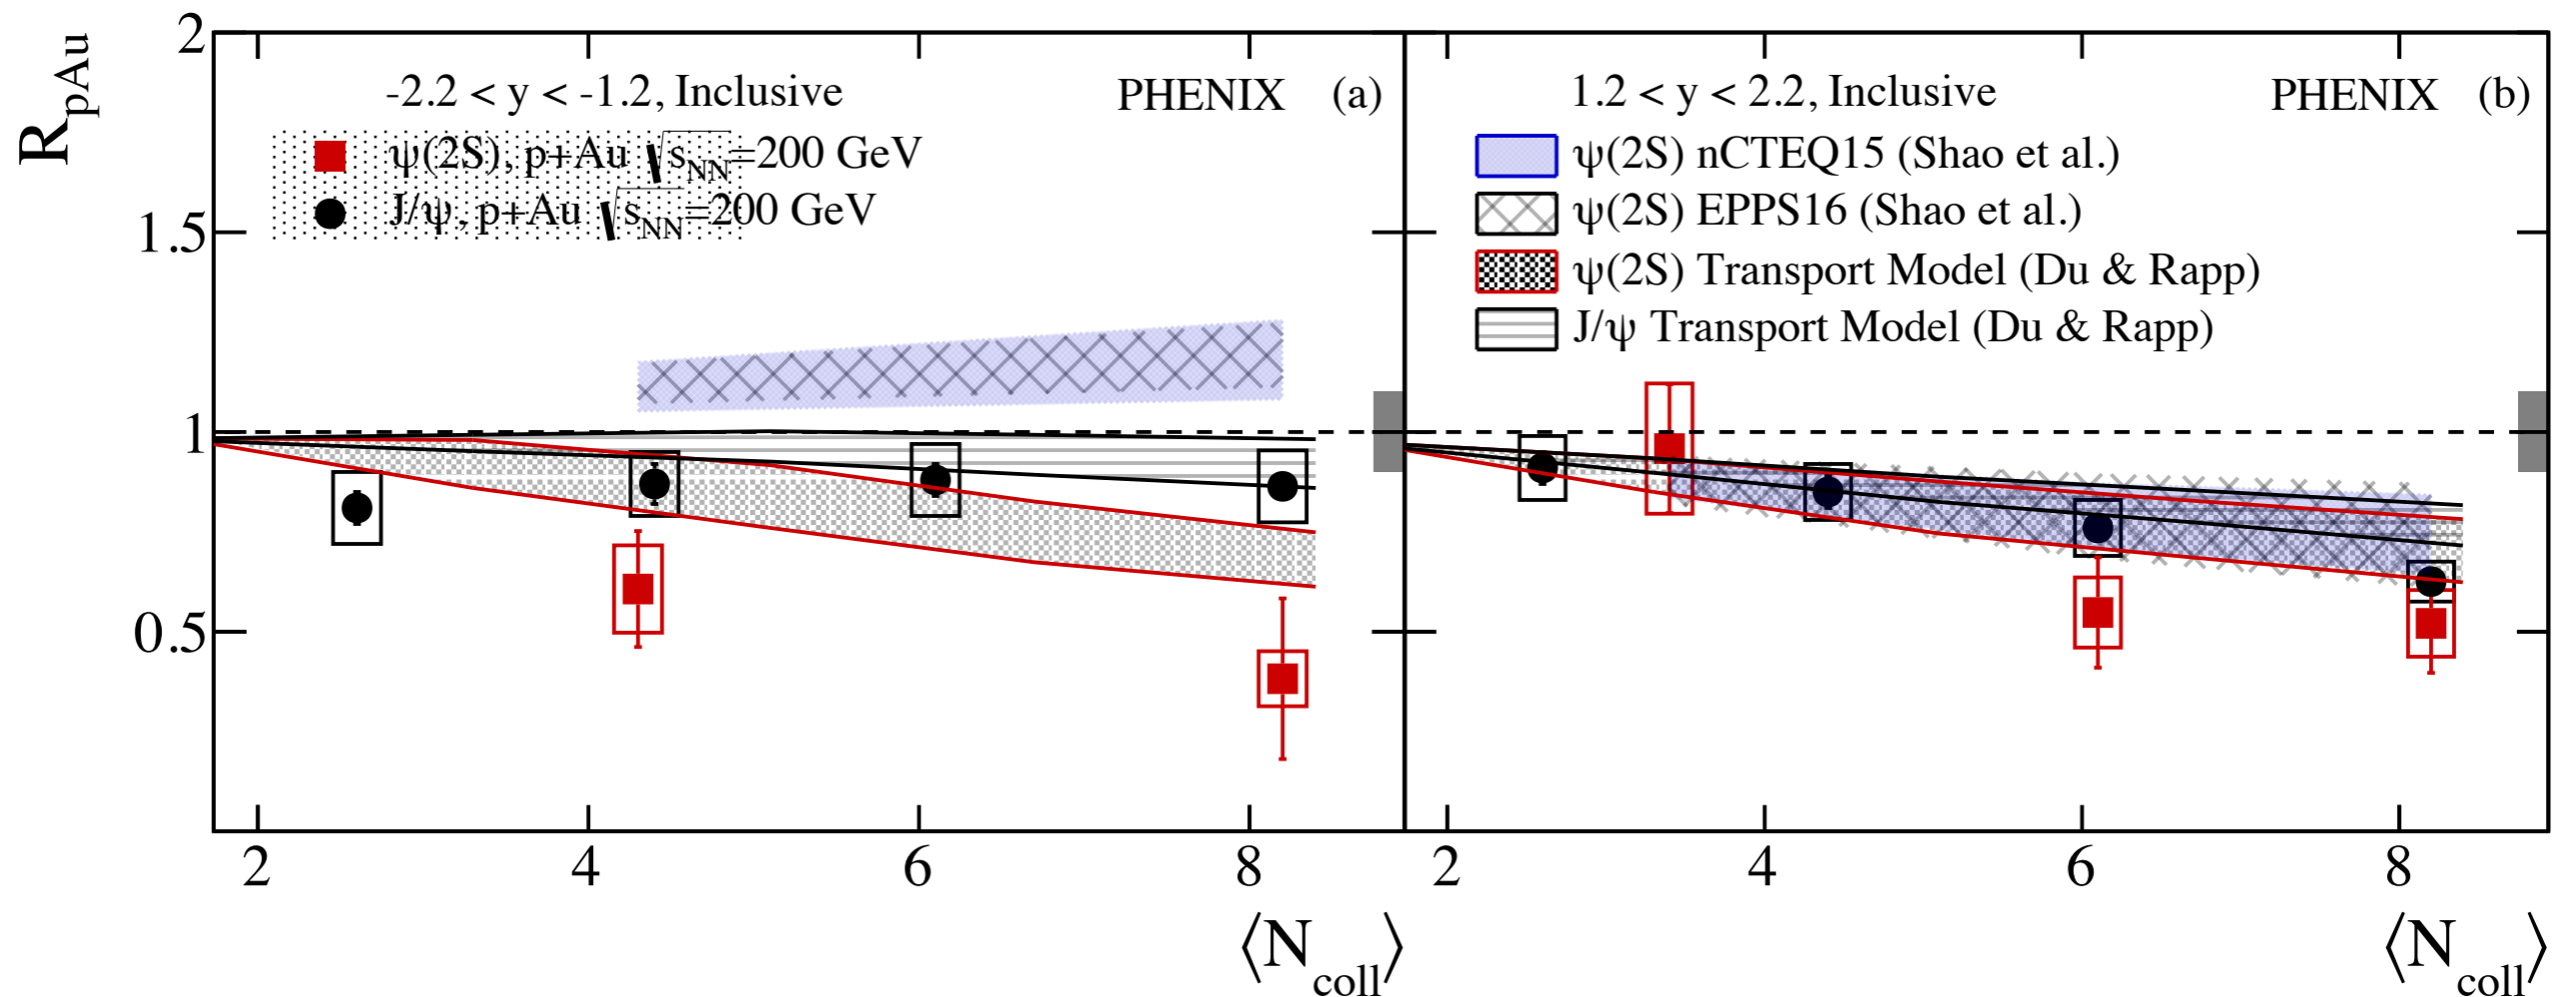 R_pAu
2
1.5
1
0.5
-2.2 < y < -1.2, Inclusive
PHENIX (a)
ψ(2S), p+Au √s_NN=200 GeV
J/ψ, p+Au √s_NN=200 GeV
2 4 6 8
⟨N_coll⟩
1.2 < y < 2.2, Inclusive
PHENIX (b)
ψ(2S) nCTEQ15 (Shao et al.)
ψ(2S) EPPS16 (Shao et al.)
ψ(2S) Transport Model (Du & Rapp)
J/ψ Transport Model (Du & Rapp)
2 4 6 8
⟨N_coll⟩